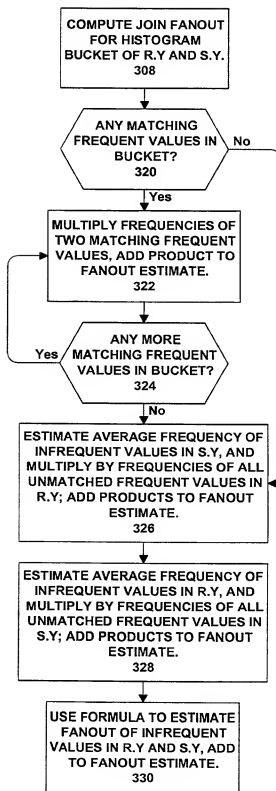 COMPUTE JOIN FANOUT
FOR HISTOGRAM
BUCKET OF R.Y AND S.Y.
308
ANY MATCHING
FREQUENT VALUES IN
BUCKET?
320
No
Yes
MULTIPLY FREQUENCIES OF
TWO MATCHING FREQUENT
VALUES, ADD PRODUCT TO
FANOUT ESTIMATE.
322
Yes
ANY MORE
MATCHING FREQUENT
VALUES IN BUCKET?
324
No
ESTIMATE AVERAGE FREQUENCY OF
INFREQUENT VALUES IN S.Y, AND
MULTIPLY BY FREQUENCIES OF ALL
UNMATCHED FREQUENT VALUES IN
R.Y; ADD PRODUCTS TO FANOUT
ESTIMATE.
326
ESTIMATE AVERAGE FREQUENCY OF
INFREQUENT VALUES IN R.Y, AND
MULTIPLY BY FREQUENCIES OF ALL
UNMATCHED FREQUENT VALUES IN
S.Y; ADD PRODUCTS TO FANOUT
ESTIMATE.
328
USE FORMULA TO ESTIMATE
FANOUT OF INFREQUENT
VALUES IN R.Y AND S.Y, ADD
TO FANOUT ESTIMATE.
330